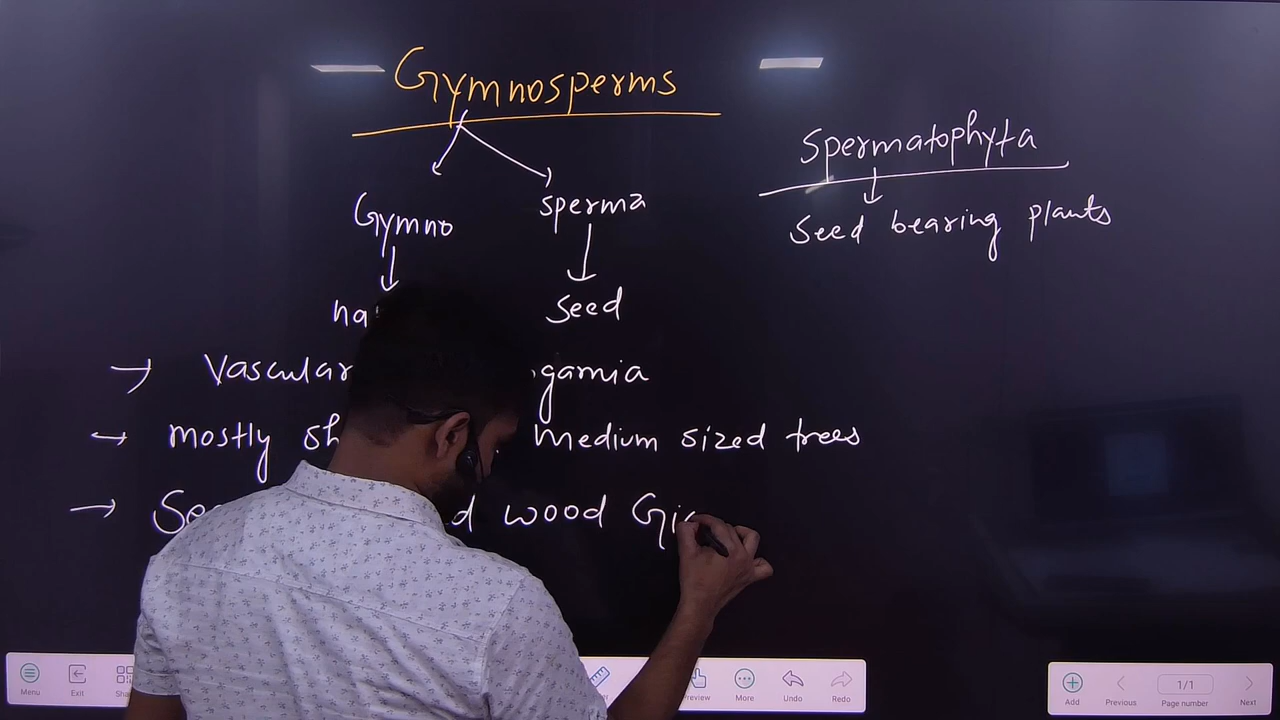 Gymnosperms
Spermatophyta
Seed bearing plants
Gymno
sperma
Seed
Vascular
mostly medium sized trees
wood
Menu
Exit
More
Undo
Redo
Add
Previous
1/1
Page number
Next